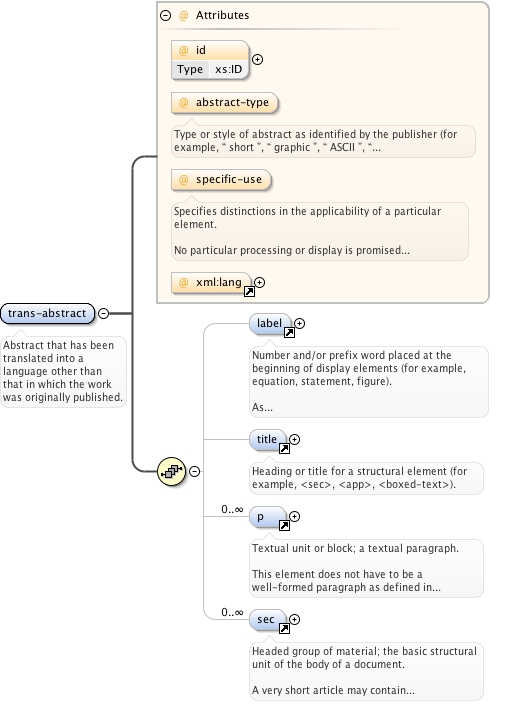 @ Attributes
@ id
Type xs:ID
@ abstract-type
Type or style of abstract as identified by the publisher (for
example, “ short ”, “ graphic ”, “ ASCII ”, “...
@ specific-use
Specifies distinctions in the applicability of a particular
element.
No particular processing or display is promised...
@ xml:lang
trans-abstract
Abstract that has been
translated into a
language other than
that in which the work
was originally published.
label
Number and/or prefix word placed at the
beginning of display elements (for example,
equation, statement, figure).
As...
title
Heading or title for a structural element (for
example, <sec>, <app>, <boxed-text>).
0..∞
p
Textual unit or block; a textual paragraph.
This element does not have to be a
well-formed paragraph as defined in...
0..∞
sec
Headed group of material; the basic structural
unit of the body of a document.
A very short article may contain...